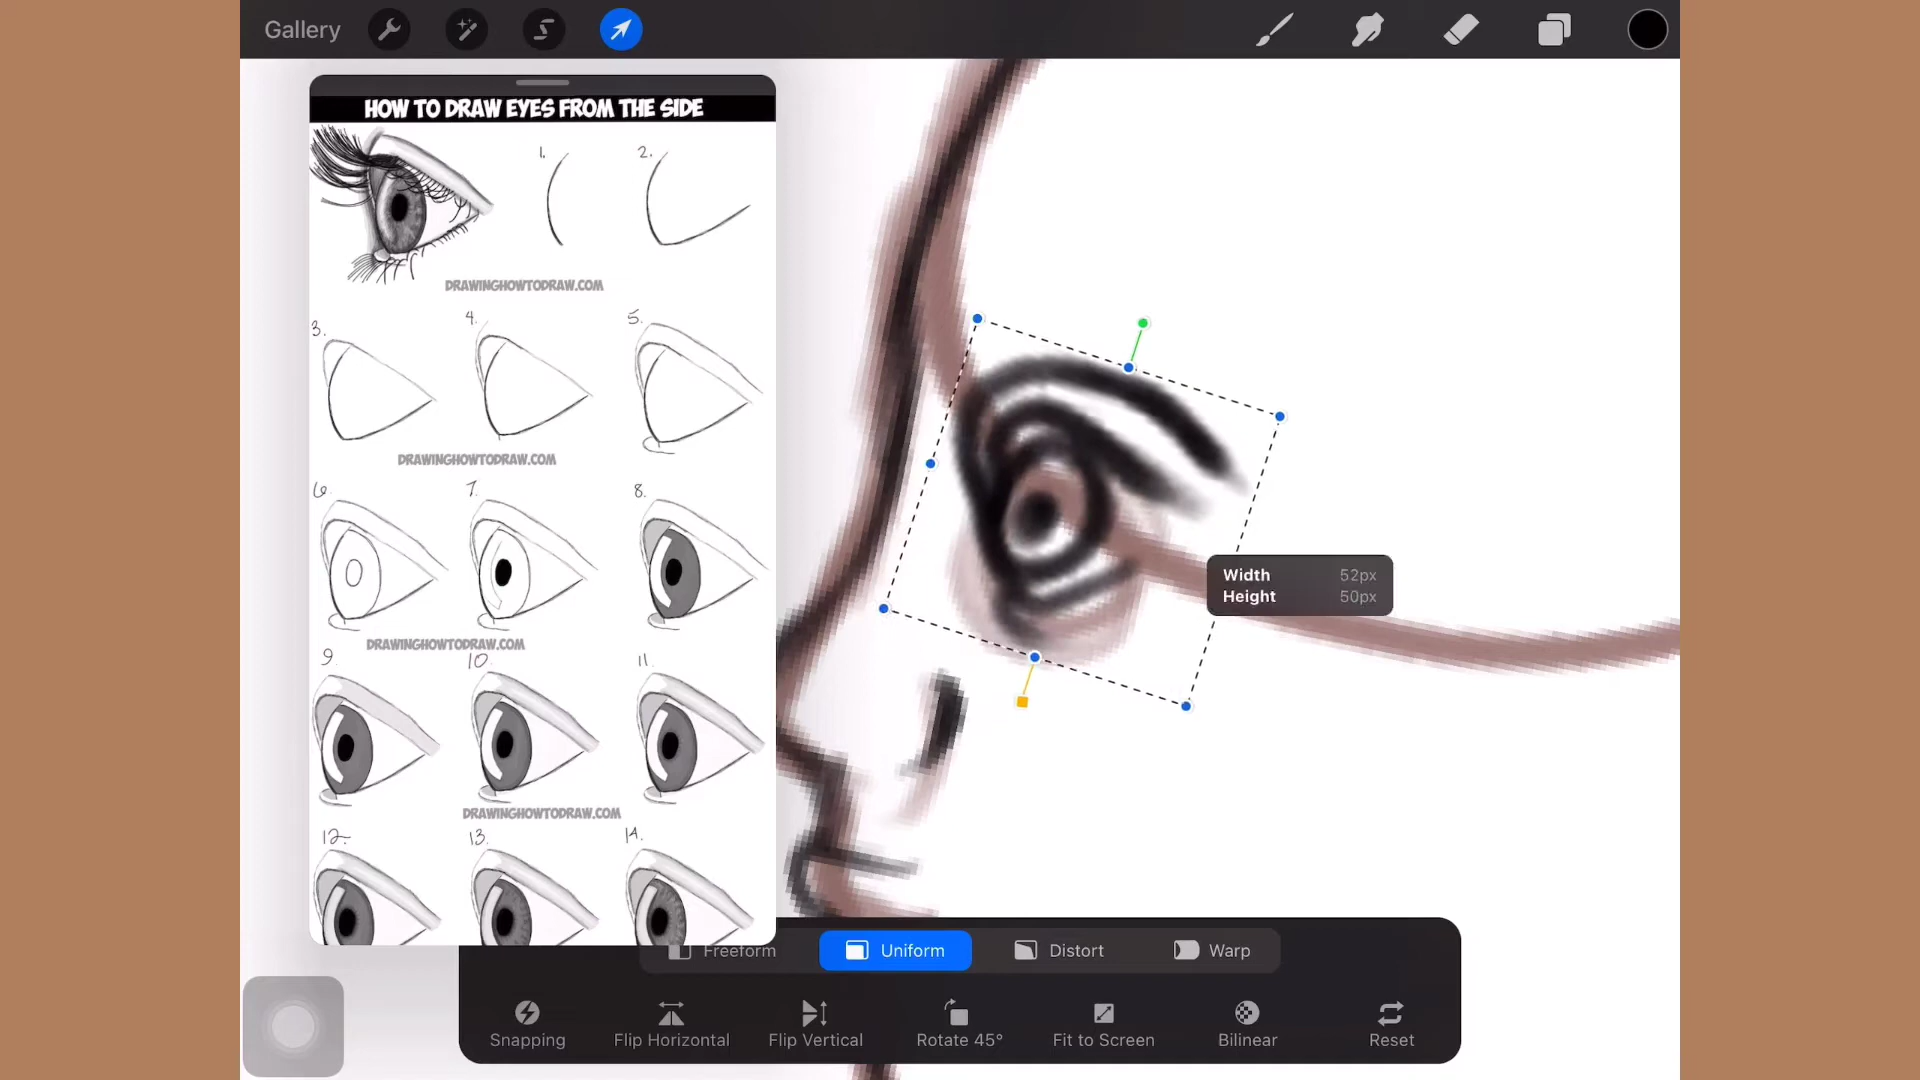 Gallery
HOW TO DRAW EYES FROM THE SIDE
1.
2.
DRAWINGHOWTODRAW.COM
3.
4.
5.
DRAWINGHOWTODRAW.COM
6.
7.
8.
DRAWINGHOWTODRAW.COM
9.
10.
11.
DRAWINGHOWTODRAW.COM
12.
13.
14.
Width 52px
Height 50px
Freeform Uniform Distort Warp
Snapping Flip Horizontal Flip Vertical Rotate 45° Fit to Screen Bilinear Reset